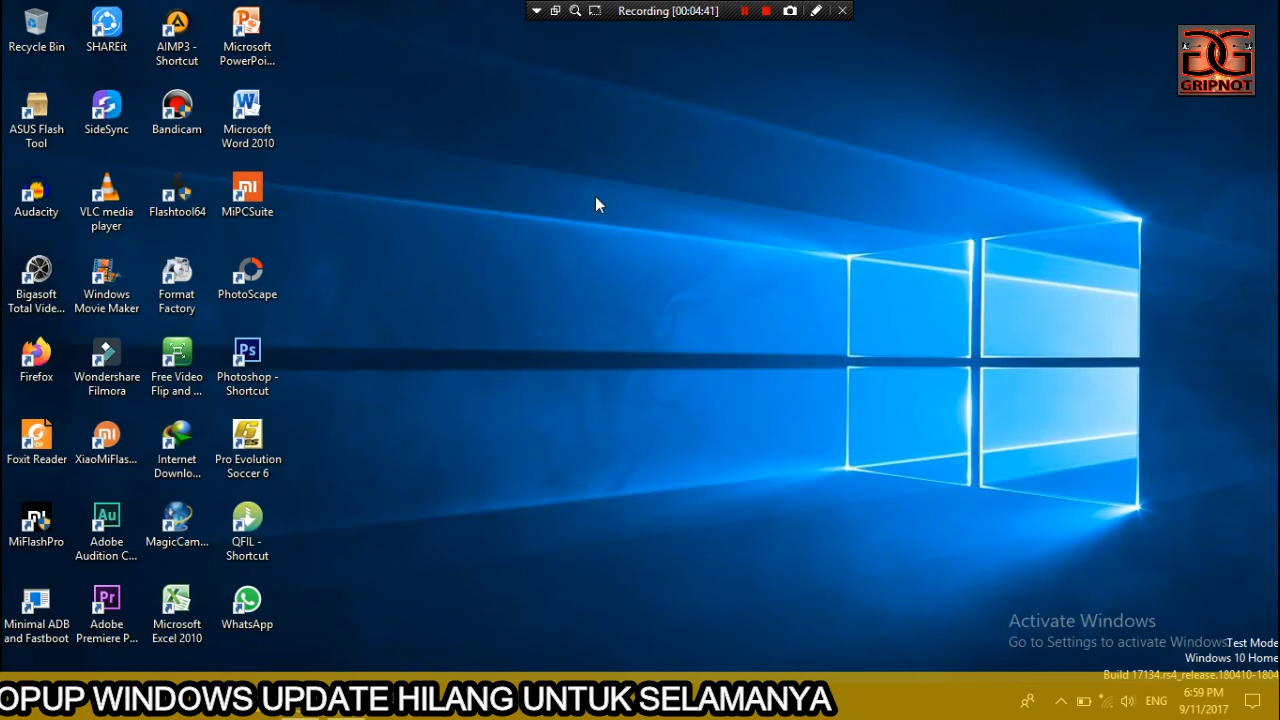 Recording [00:04:41]
GG
GRIPNOT
Recycle Bin
SHAREit
AIMP3 -
Shortcut
Microsoft
PowerPoi...
ASUS Flash
Tool
SideSync
Bandicam
Microsoft
Word 2010
Audacity
VLC media
player
Flashtool64
MiPCSuite
Bigasoft
Total Vide...
Windows
Movie Maker
Format
Factory
PhotoScape
Firefox
Wondershare
Filmora
Free Video
Flip and ...
Photoshop -
Shortcut
Foxit Reader
XiaoMiFlas...
Internet
Downlo...
Pro Evolution
Soccer 6
MiFlashPro
Adobe
Audition C...
MagicCam...
QFIL -
Shortcut
Minimal ADB
and Fastboot
Adobe
Premiere P...
Microsoft
Excel 2010
WhatsApp
Activate Windows
Go to Settings to activate Windows
Test Mode
Windows 10 Home
Build 17134.rs4_release.180410-1804
OPUP WINDOWS UPDATE HILANG UNTUK SELAMANYA
ENG
6:59 PM
9/11/2017